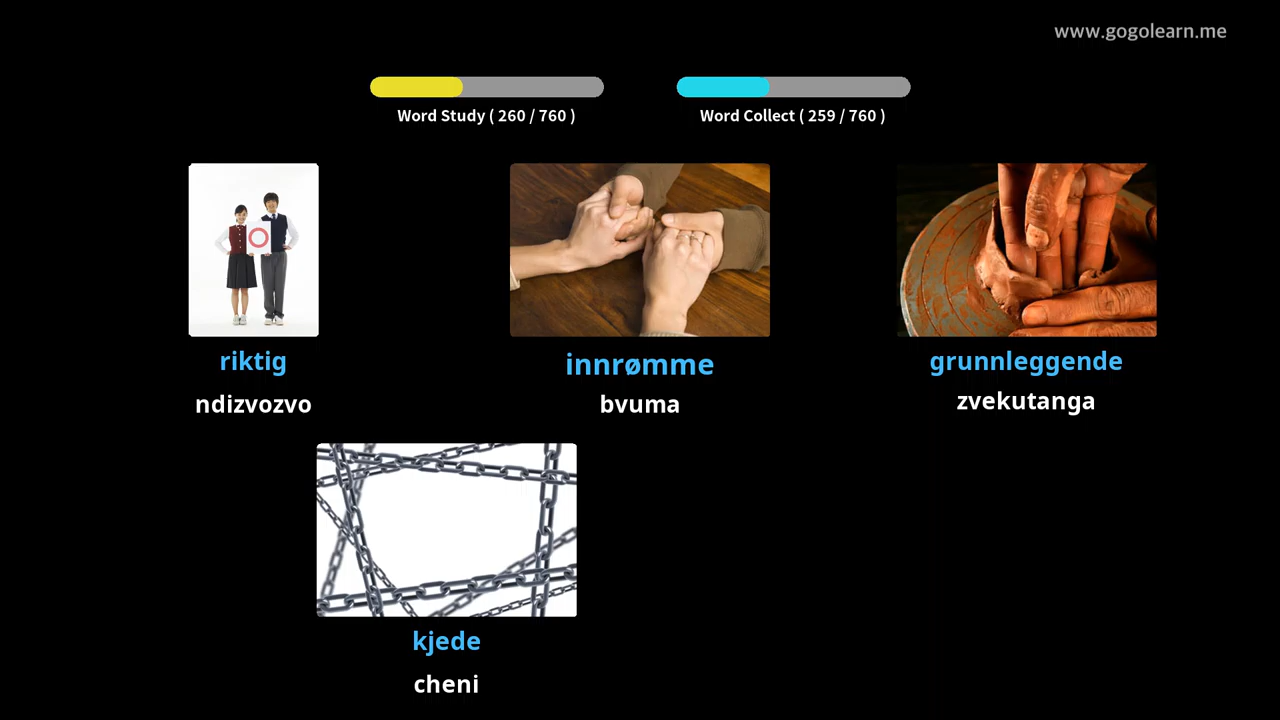 www.gogolearn.me
Word Study ( 260 / 760 )
Word Collect ( 259 / 760 )
riktig
ndizvozvo
innrømme
bvuma
grunnleggende
zvekutanga
kjede
cheni